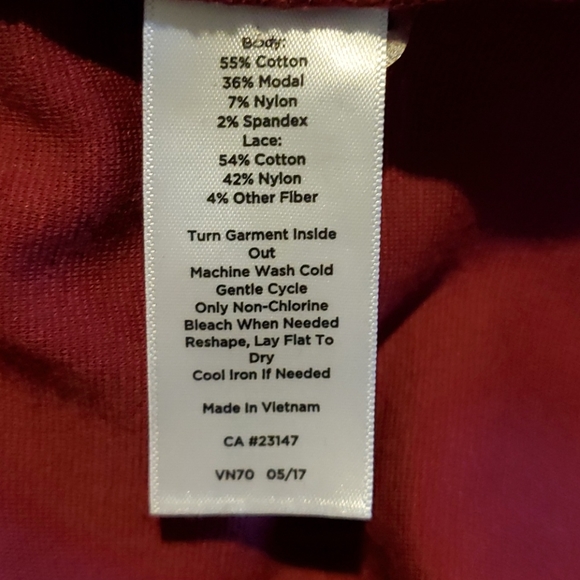 Body:
55% Cotton
36% Modal
7% Nylon
2% Spandex
Lace:
54% Cotton
42% Nylon
4% Other Fiber
Turn Garment Inside
Out
Machine Wash Cold
Gentle Cycle
Only Non-Chlorine
Bleach When Needed
Reshape, Lay Flat To
Dry
Cool Iron If Needed
Made In Vietnam
CA #23147
VN70 05/17